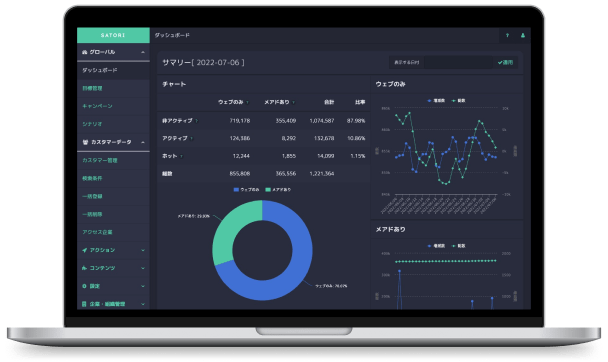 SATORI
ダッシュボード
グローバル
ダッシュボード
目標管理
キャンペーン
シナリオ
カスタマーデータ
カスタマー管理
検索条件
一括登録
一括削除
アクセス企業
アクション
コンテンツ
設定
企業・組織管理
サマリー[ 2022-07-06 ]
表示する日付
適用
チャート
ウェブのみ メアドあり 合計 比率
非アクティブ 719,178 355,409 1,074,587 87.98%
アクティブ 124,386 8,292 132,678 10.86%
ホット 12,244 1,855 14,099 1.15%
総数 855,808 365,556 1,221,364
ウェブのみ メアドあり
メアドあり: 29.93%
ウェブのみ: 70.07%
ウェブのみ
増減数 総数
メアドあり
増減数 総数